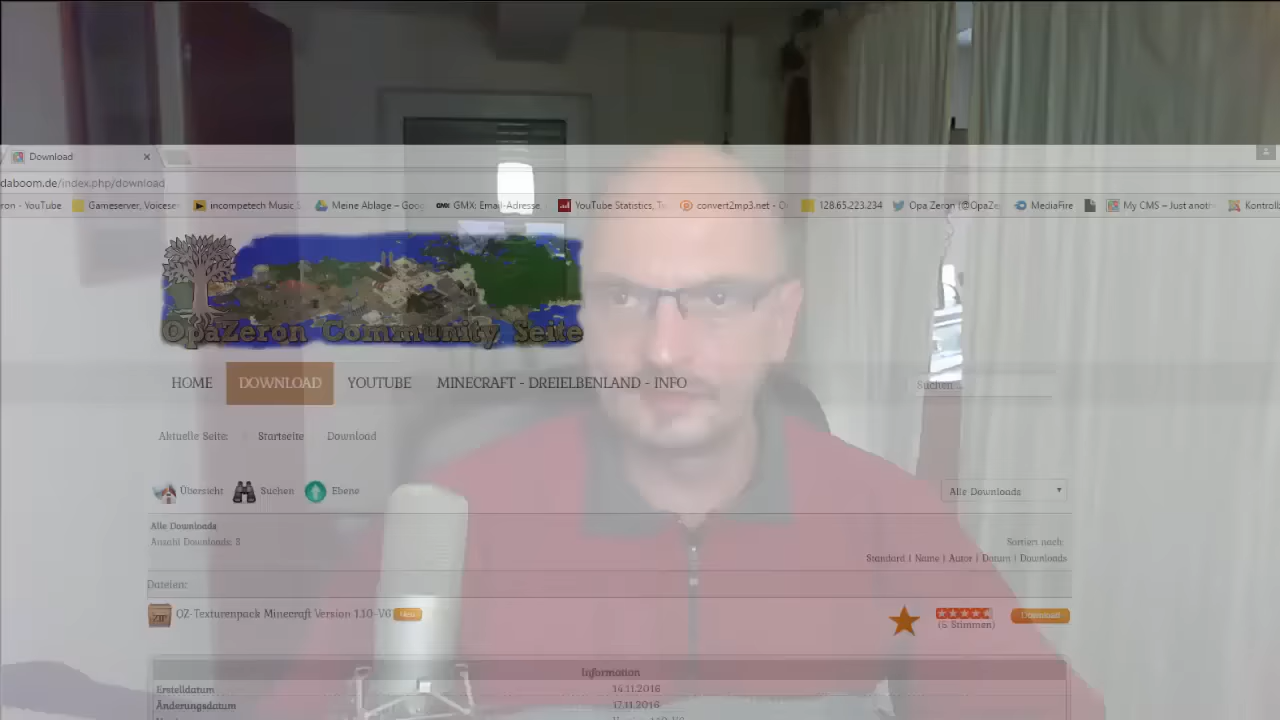 Download
daboom.de/index.php/download
ron - YouTube Gameserver, Voiceser incompetech Music Meine Ablage – Goog GMX: Email-Adresse, YouTube Statistics, T convert2mp3.net - O 128.65.223.234 Opa Zeron (@OpaZe MediaFire My CMS – Just anoth Kontroll
OpaZeron Community Seite
HOME DOWNLOAD YOUTUBE MINECRAFT - DREIELBENLAND - INFO
Suchen ...
Aktuelle Seite: Startseite Download
Übersicht Suchen Ebene
Alle Downloads
Alle Downloads
Anzahl Downloads: 3
Sortiert nach:
Standard | Name | Autor | Datum | Downloads
Dateien:
OZ-Texturenpack Minecraft Version 1.10-V6 Neu
Download
(5 Stimmen)
Information
Erstelldatum 14.11.2016
Änderungsdatum 17.11.2016